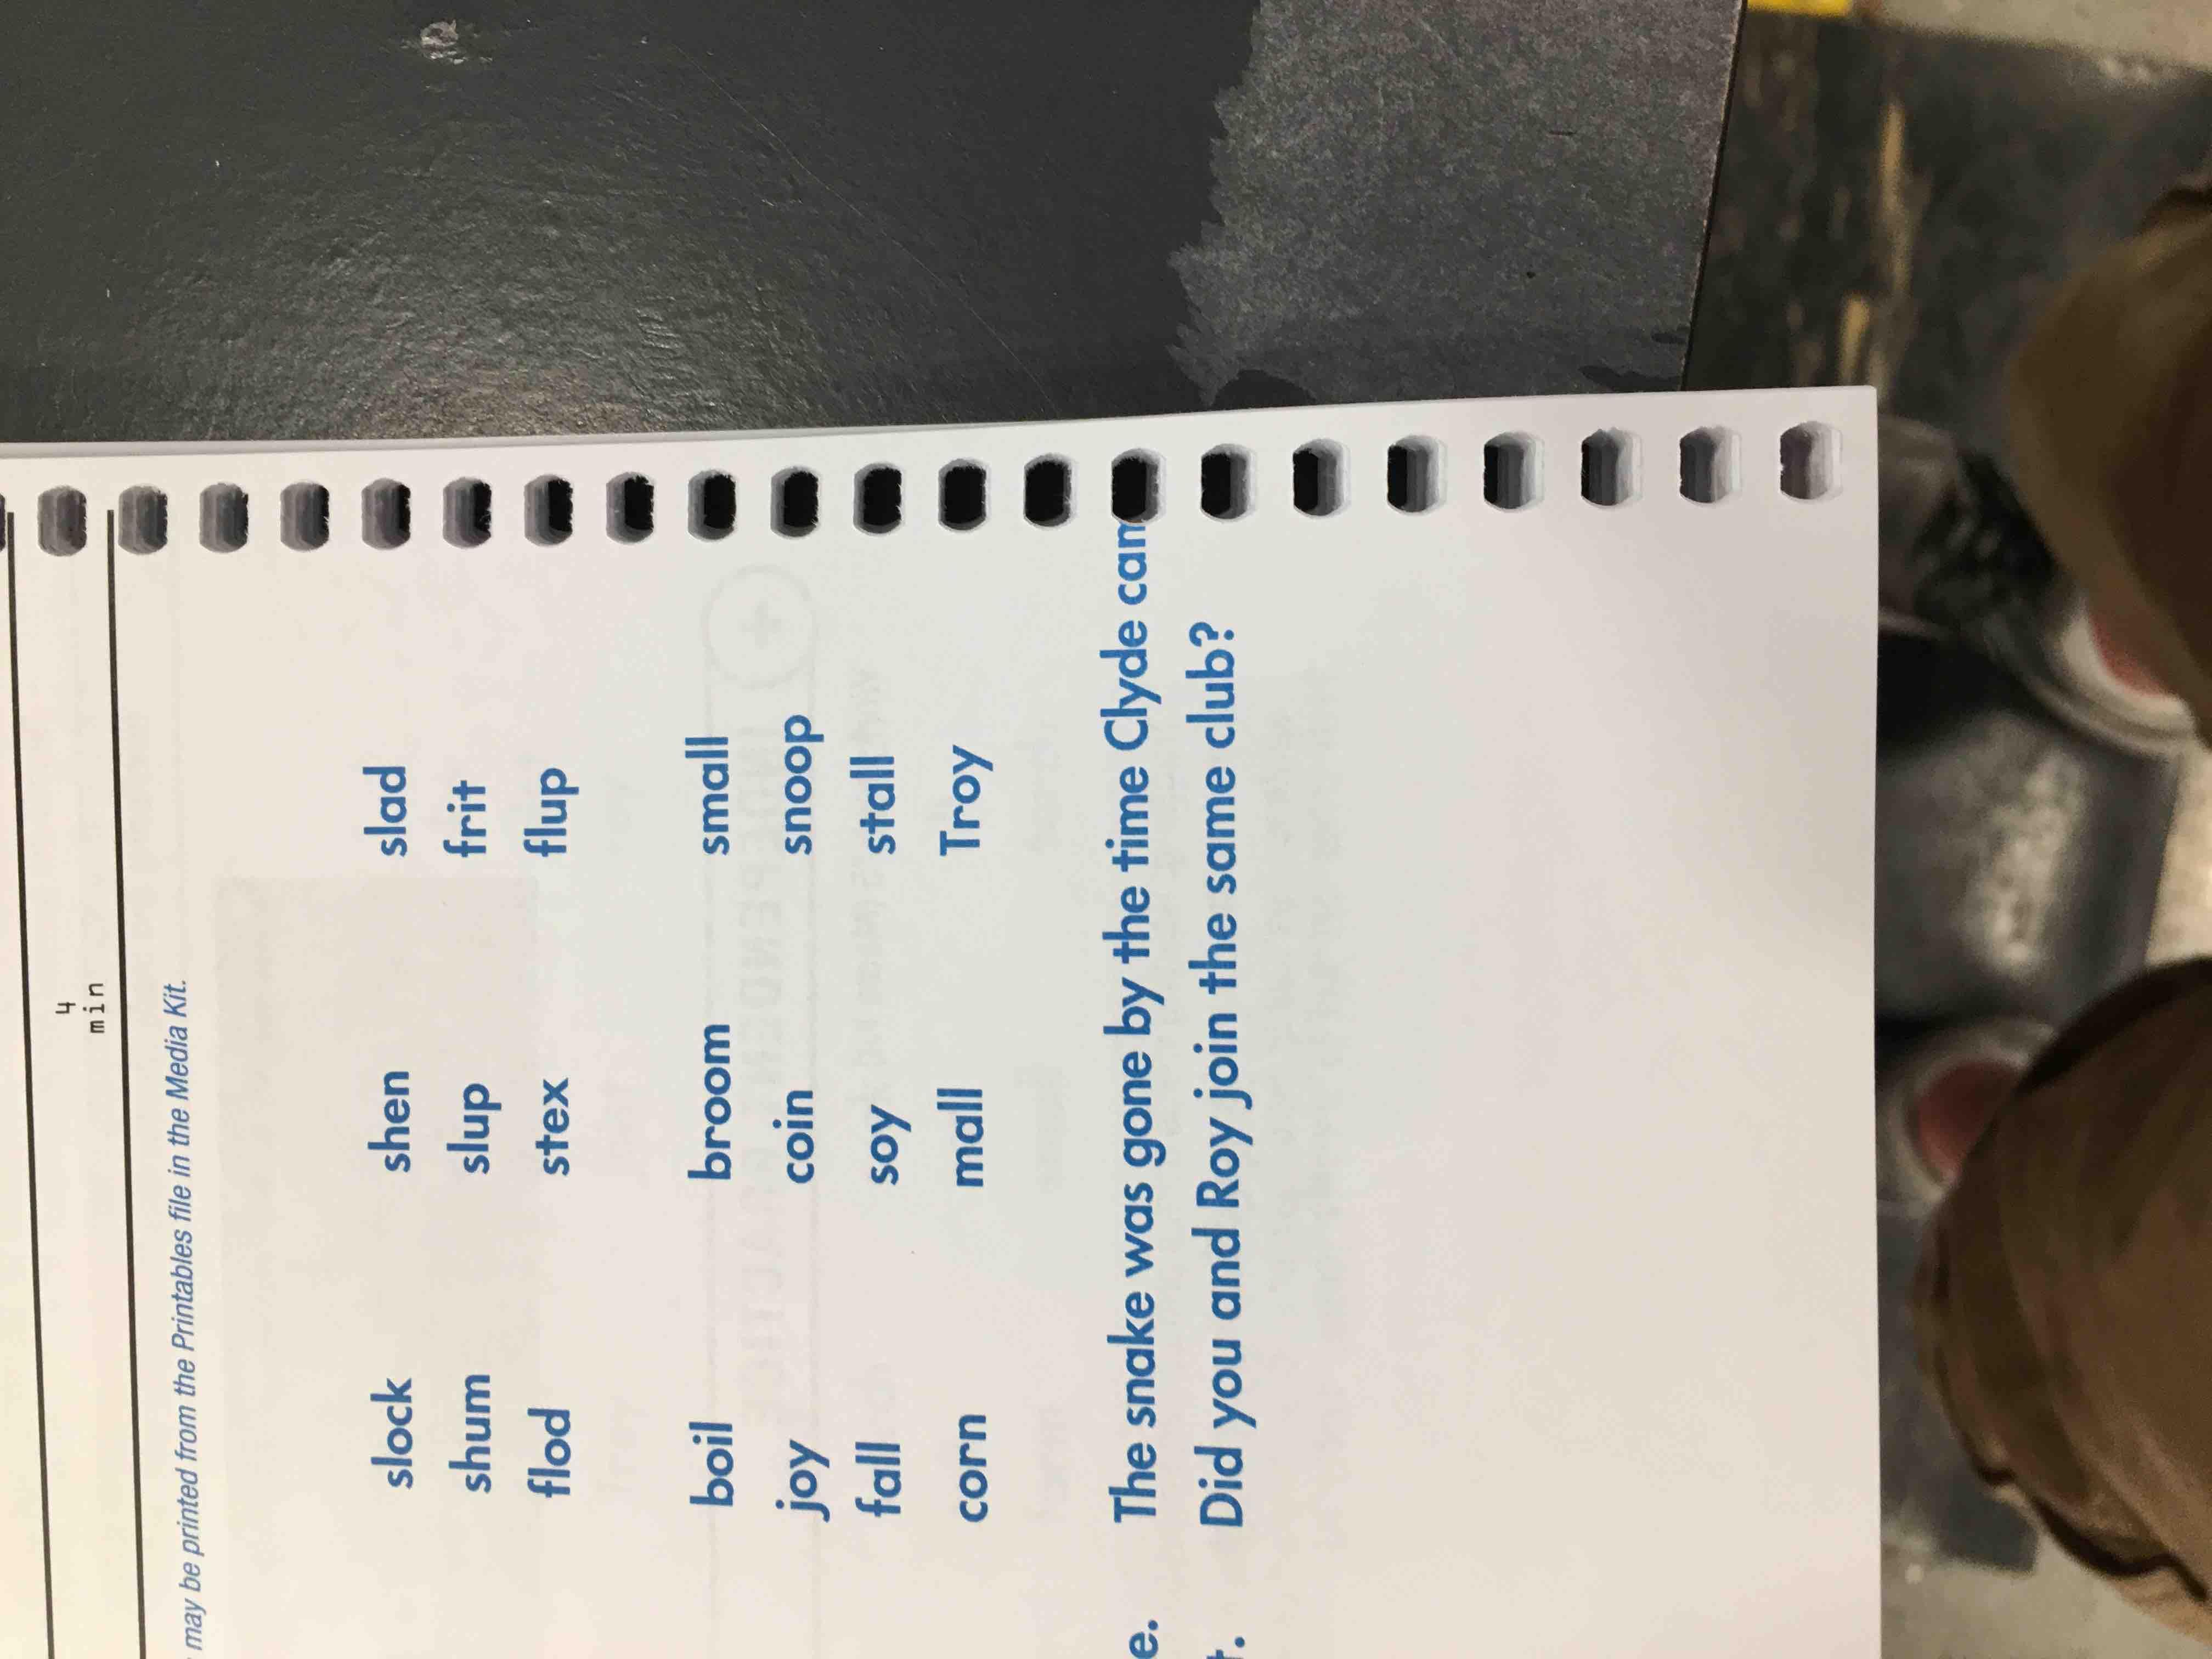 4
min
may be printed from the Printables file in the Media Kit.
slock shen slad
shum slup frit
flod stex flup
boil broom small
joy coin snoop
fall soy stall
corn mall Troy
e. The snake was gone by the time Clyde
Did you and Roy join the same club?